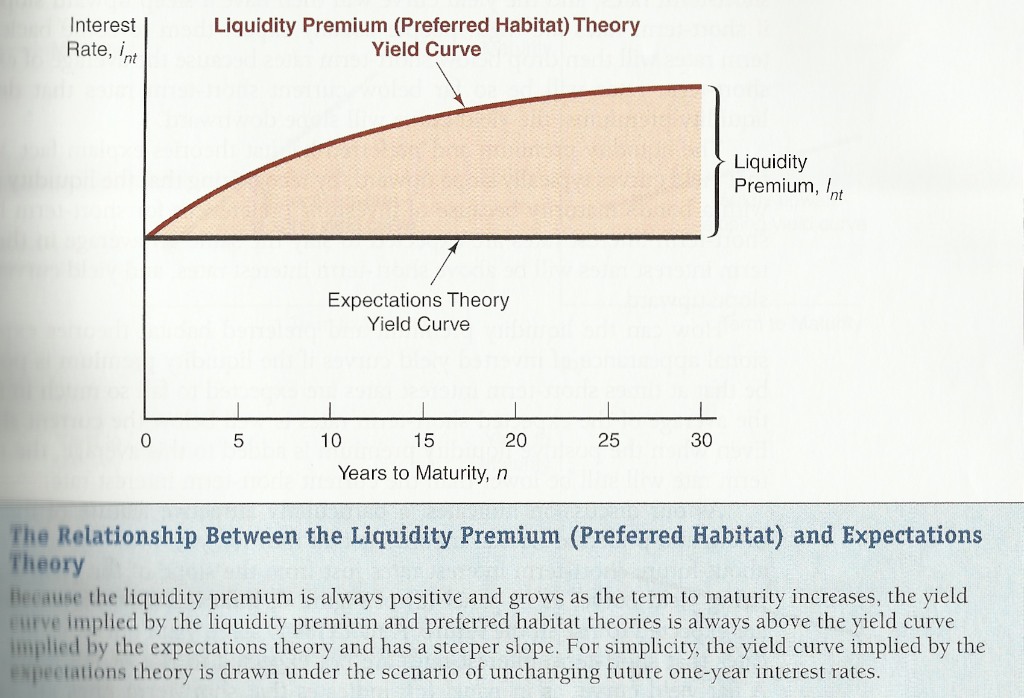 Interest
Rate, int
Liquidity Premium (Preferred Habitat) Theory
Yield Curve
Liquidity
Premium, lnt
Expectations Theory
Yield Curve
0 5 10 15 20 25 30
Years to Maturity, n
The Relationship Between the Liquidity Premium (Preferred Habitat) and Expectations
Theory
Because the liquidity premium is always positive and grows as the term to maturity increases, the yield
curve implied by the liquidity premium and preferred habitat theories is always above the yield curve
implied by the expectations theory and has a steeper slope. For simplicity, the yield curve implied by the
expectations theory is drawn under the scenario of unchanging future one-year interest rates.